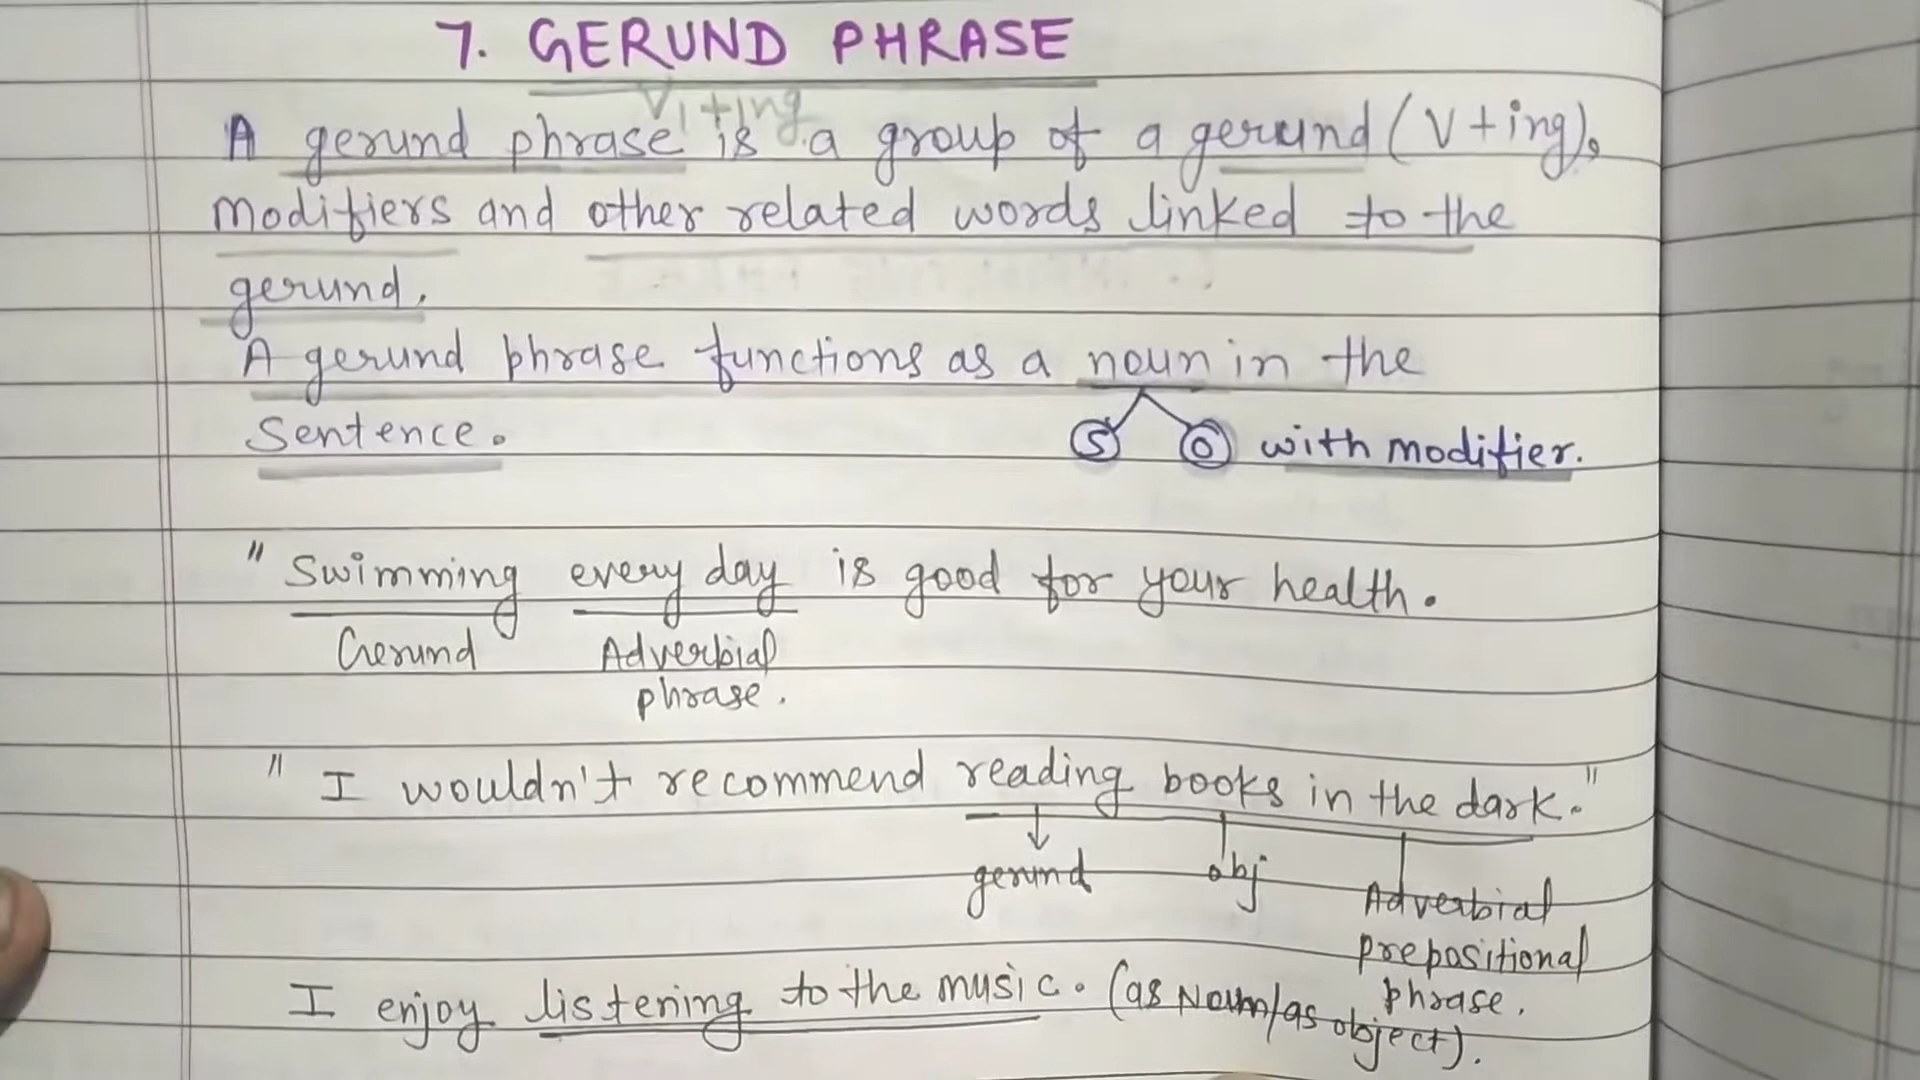 7. GERUND PHRASE
V1+ing
A gerund phrase is a group of a gerund (V+ing),
modifiers and other related words linked to the
gerund.
A gerund phrase functions as a noun in the
Sentence.
S O with modifier.
" Swimming every day is good for your health.
Gerund Adverbial
phrase.
" I wouldn't recommend reading books in the dark."
gerund obj Adverbial
prepositional
phrase.
I enjoy listening to the music. (as Noun/as object).